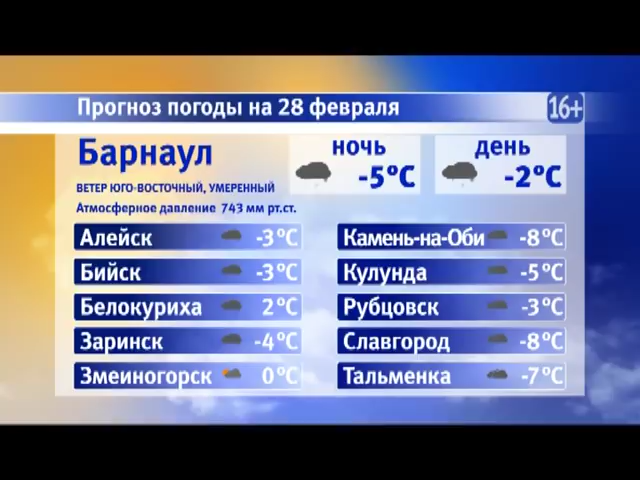 Прогноз погоды на 28 февраля
16+
Барнаул
ночь
-5°C
день
-2°C
ВЕТЕР ЮГО-ВОСТОЧНЫЙ, УМЕРЕННЫЙ
Атмосферное давление 743 мм рт.ст.
Алейск -3°C
Бийск -3°C
Белокуриха 2°C
Заринск -4°C
Змеиногорск 0°C
Камень-на-Оби -8°C
Кулунда -5°C
Рубцовск -3°C
Славгород -8°C
Тальменка -7°C